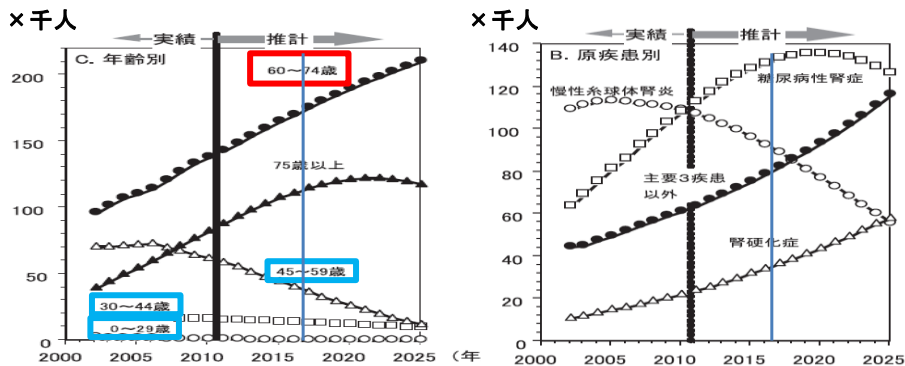 ×千人
実績 推計
C. 年齢別
60～74歳
75歳以上
45～59歳
30～44歳
0～29歳
200
150
100
50
0
2000 2005 2010 2015 2020 2025 (年
×千人
実績 推計
B. 原疾患別
慢性糸球体腎炎
糖尿病性腎症
主要3疾患
以外
腎硬化症
140
120
100
80
60
40
20
0
2000 2005 2010 2015 2020 2025